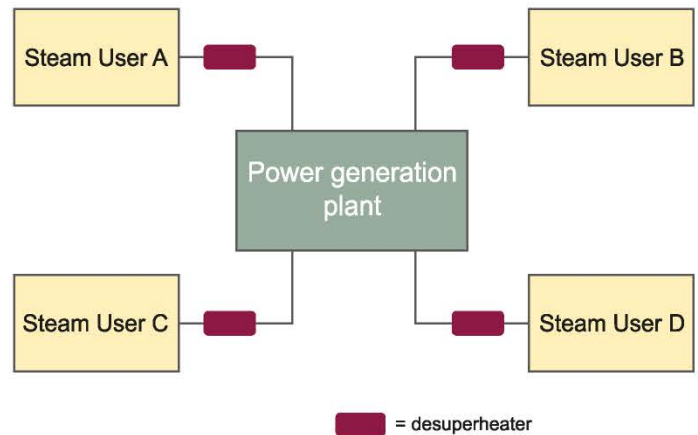 Steam User A
Steam User B
Power generation
plant
Steam User C
Steam User D
= desuperheater